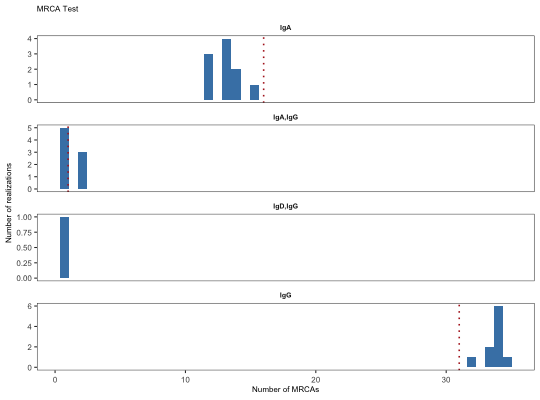 MRCA Test
IgA
4
3
2
1
0
IgA,IgG
5
4
3
2
1
0
IgD,IgG
1.00
0.75
0.50
0.25
0.00
IgG
6
4
2
0
0 10 20 30
Number of MRCAs
Number of realizations